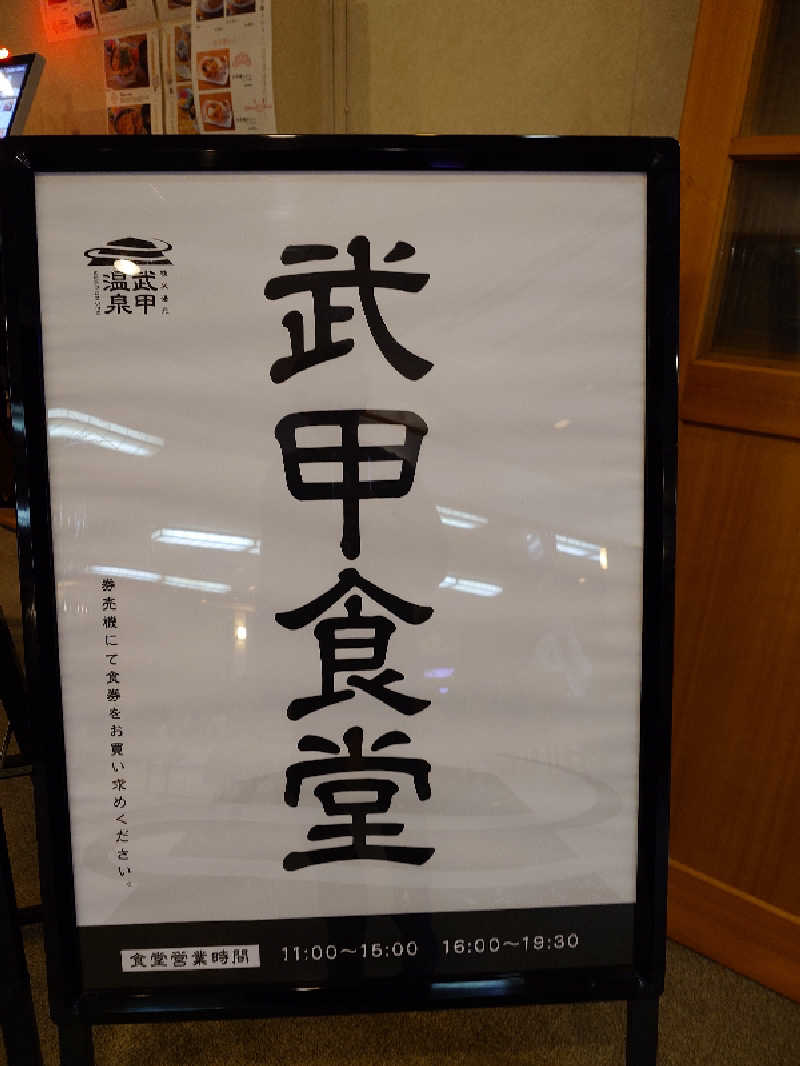 武甲温泉
武甲食堂
券売機にて食券をお買い求めください。
食堂営業時間 11:00〜15:00 16:00〜19:30